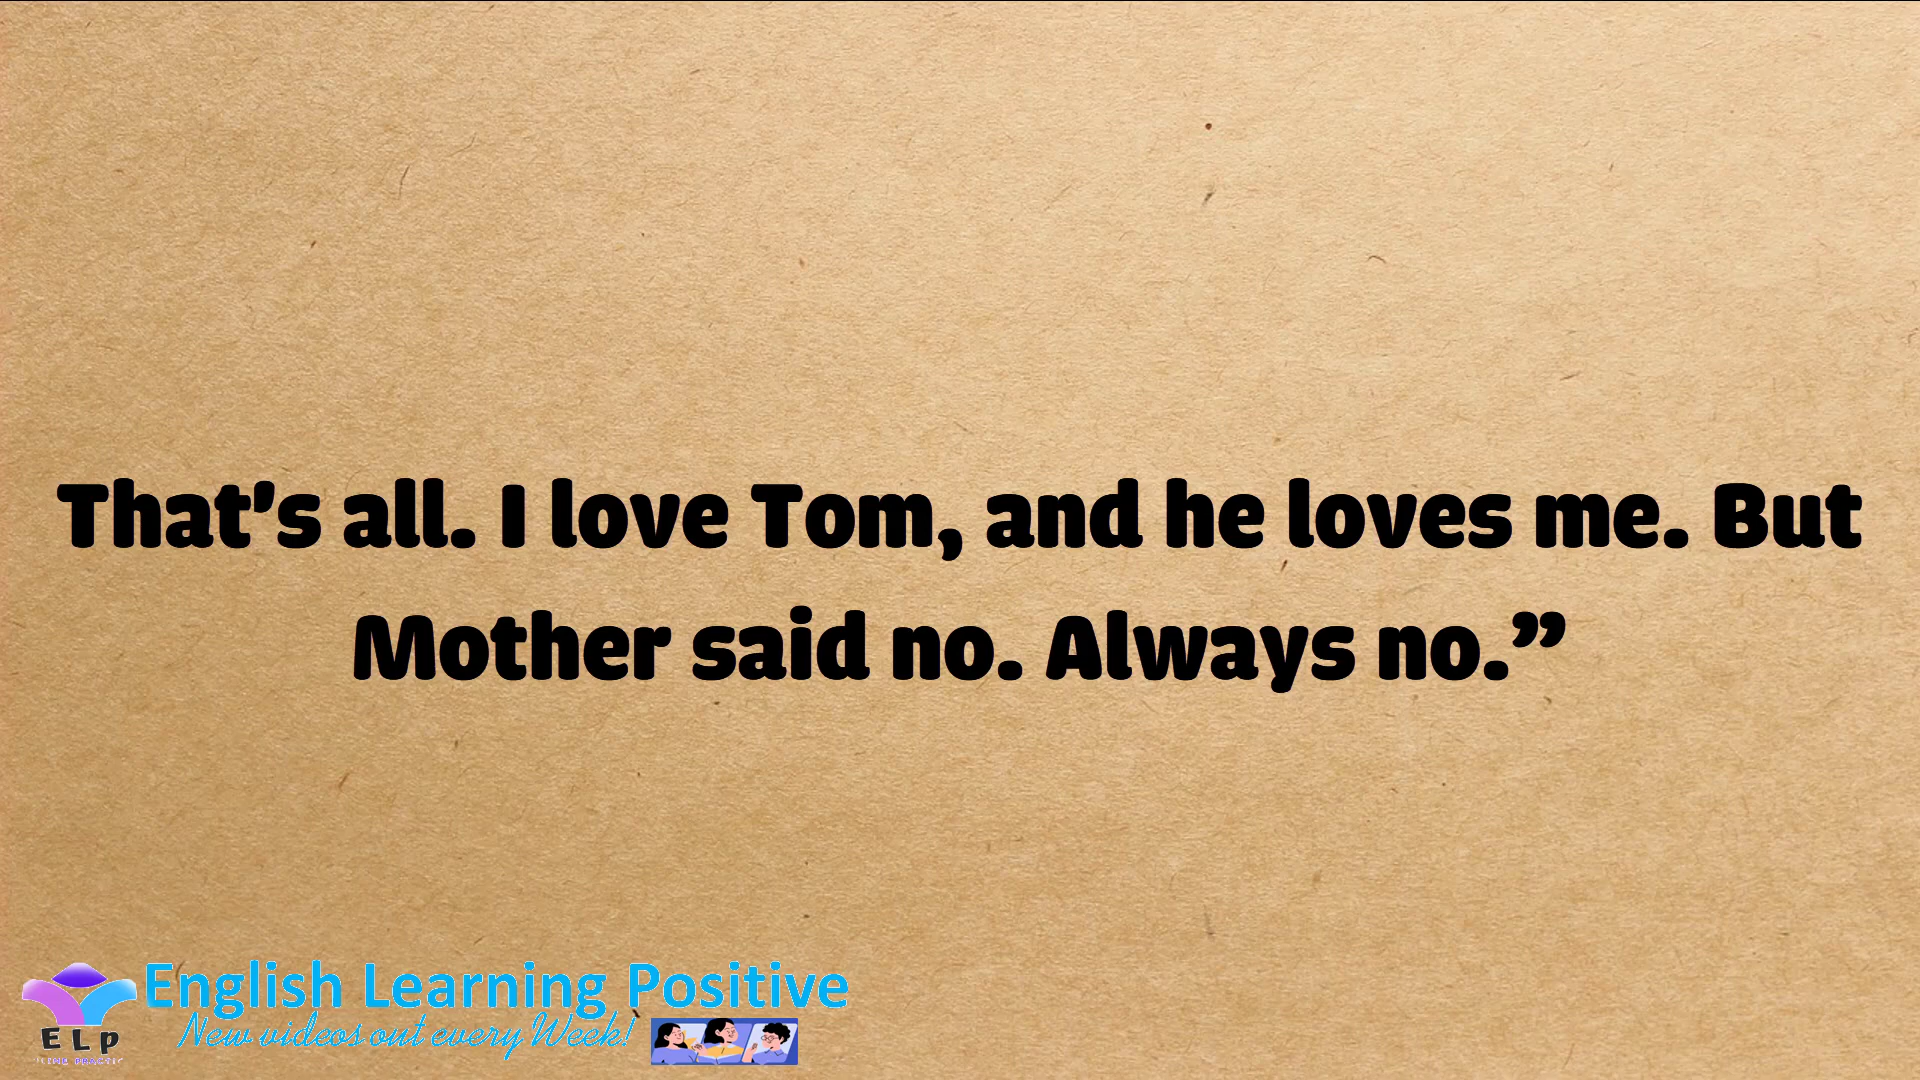 That's all. I love Tom, and he loves me. But
Mother said no. Always no.”
English Learning Positive
New videos out every Week!
ELP